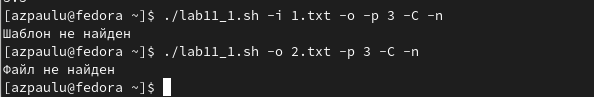 [azpaulu@fedora ~]$ ./lab11_1.sh -i 1.txt -o -p 3 -C -n
Шаблон не найден
[azpaulu@fedora ~]$ ./lab11_1.sh -o 2.txt -p 3 -C -n
Файл не найден
[azpaulu@fedora ~]$